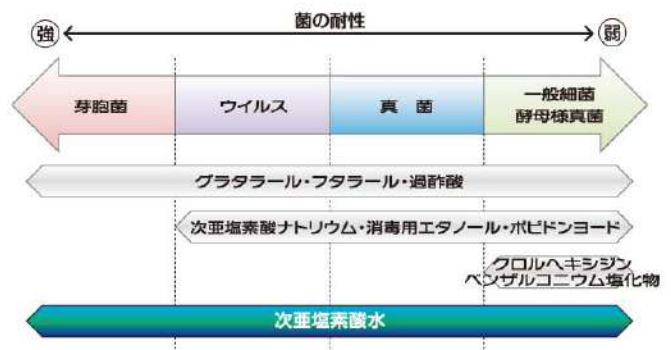 菌の耐性
強
弱
芽胞菌
ウイルス
真 菌
一般細菌
酵母様真菌
グラタラール・フタラール・過酢酸
次亜塩素酸ナトリウム・消毒用エタノール・ポピドンヨード
クロルヘキシジン
ベンザルコニウム塩化物
次亜塩素酸水